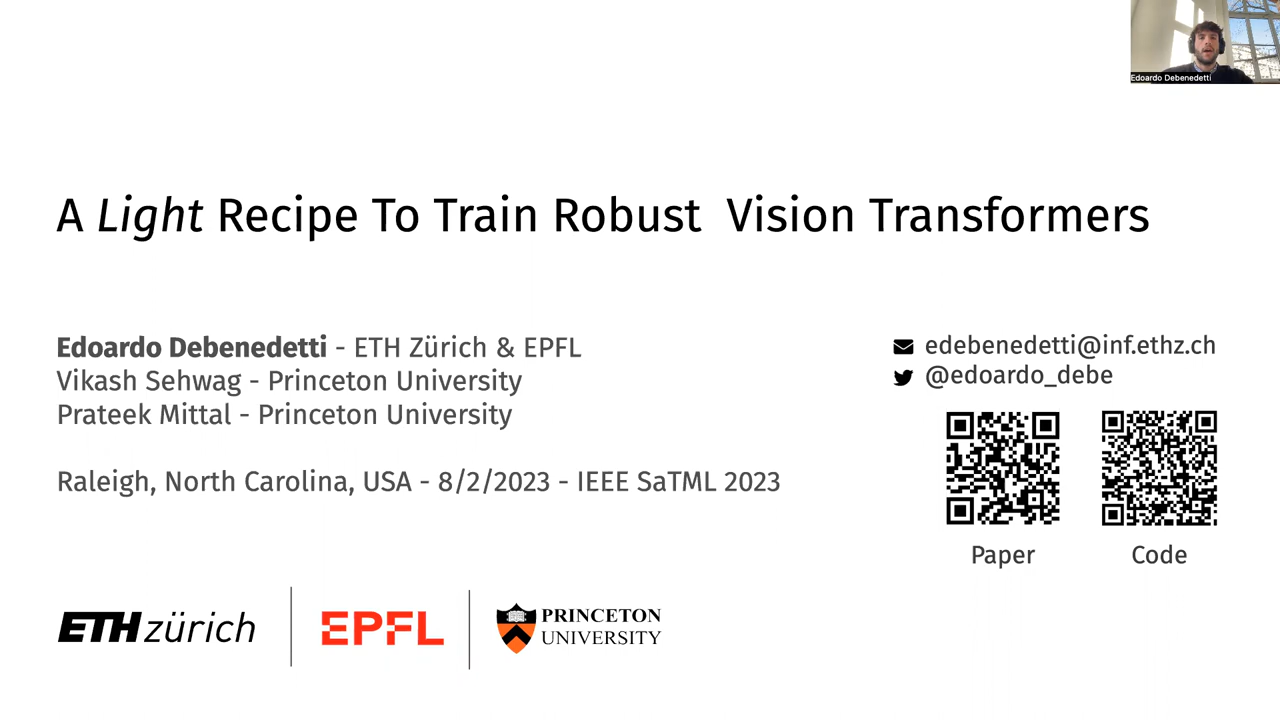 Edoardo Debenedetti
A Light Recipe To Train Robust Vision Transformers
Edoardo Debenedetti - ETH Zürich & EPFL
Vikash Sehwag - Princeton University
Prateek Mittal - Princeton University
Raleigh, North Carolina, USA - 8/2/2023 - IEEE SaTML 2023
edebenedetti@inf.ethz.ch
@edoardo_debe
Paper
Code
ETH zürich
EPFL
PRINCETON
UNIVERSITY